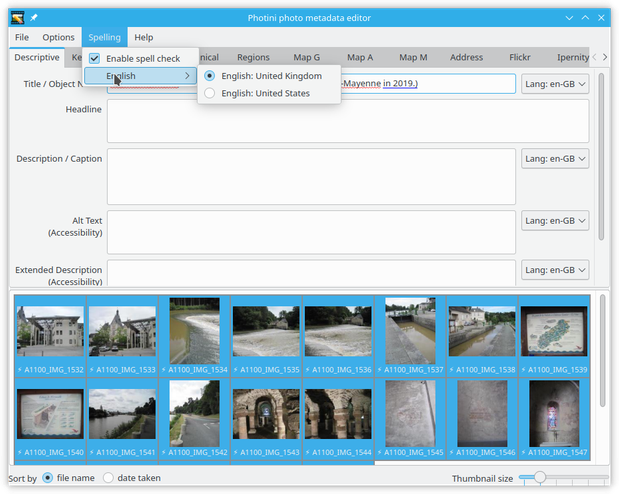 Photini photo metadata editor
File Options Spelling Help
Descriptive Ke nical Regions Map G Map A Map M Address Flickr Ipernity
Enable spell check
English
English: United Kingdom
English: United States
Title / Object N -Mayenne in 2019.) Lang: en-GB
Headline
Description / Caption Lang: en-GB
Alt Text
(Accessibility) Lang: en-GB
Extended Description
(Accessibility) Lang: en-GB
A1100_IMG_1532 A1100_IMG_1533 A1100_IMG_1534 A1100_IMG_1535 A1100_IMG_1536 A1100_IMG_1537 A1100_IMG_1538 A1100_IMG_1539
A1100_IMG_1540 A1100_IMG_1541 A1100_IMG_1542 A1100_IMG_1543 A1100_IMG_1544 A1100_IMG_1545 A1100_IMG_1546 A1100_IMG_1547
Sort by file name date taken Thumbnail size